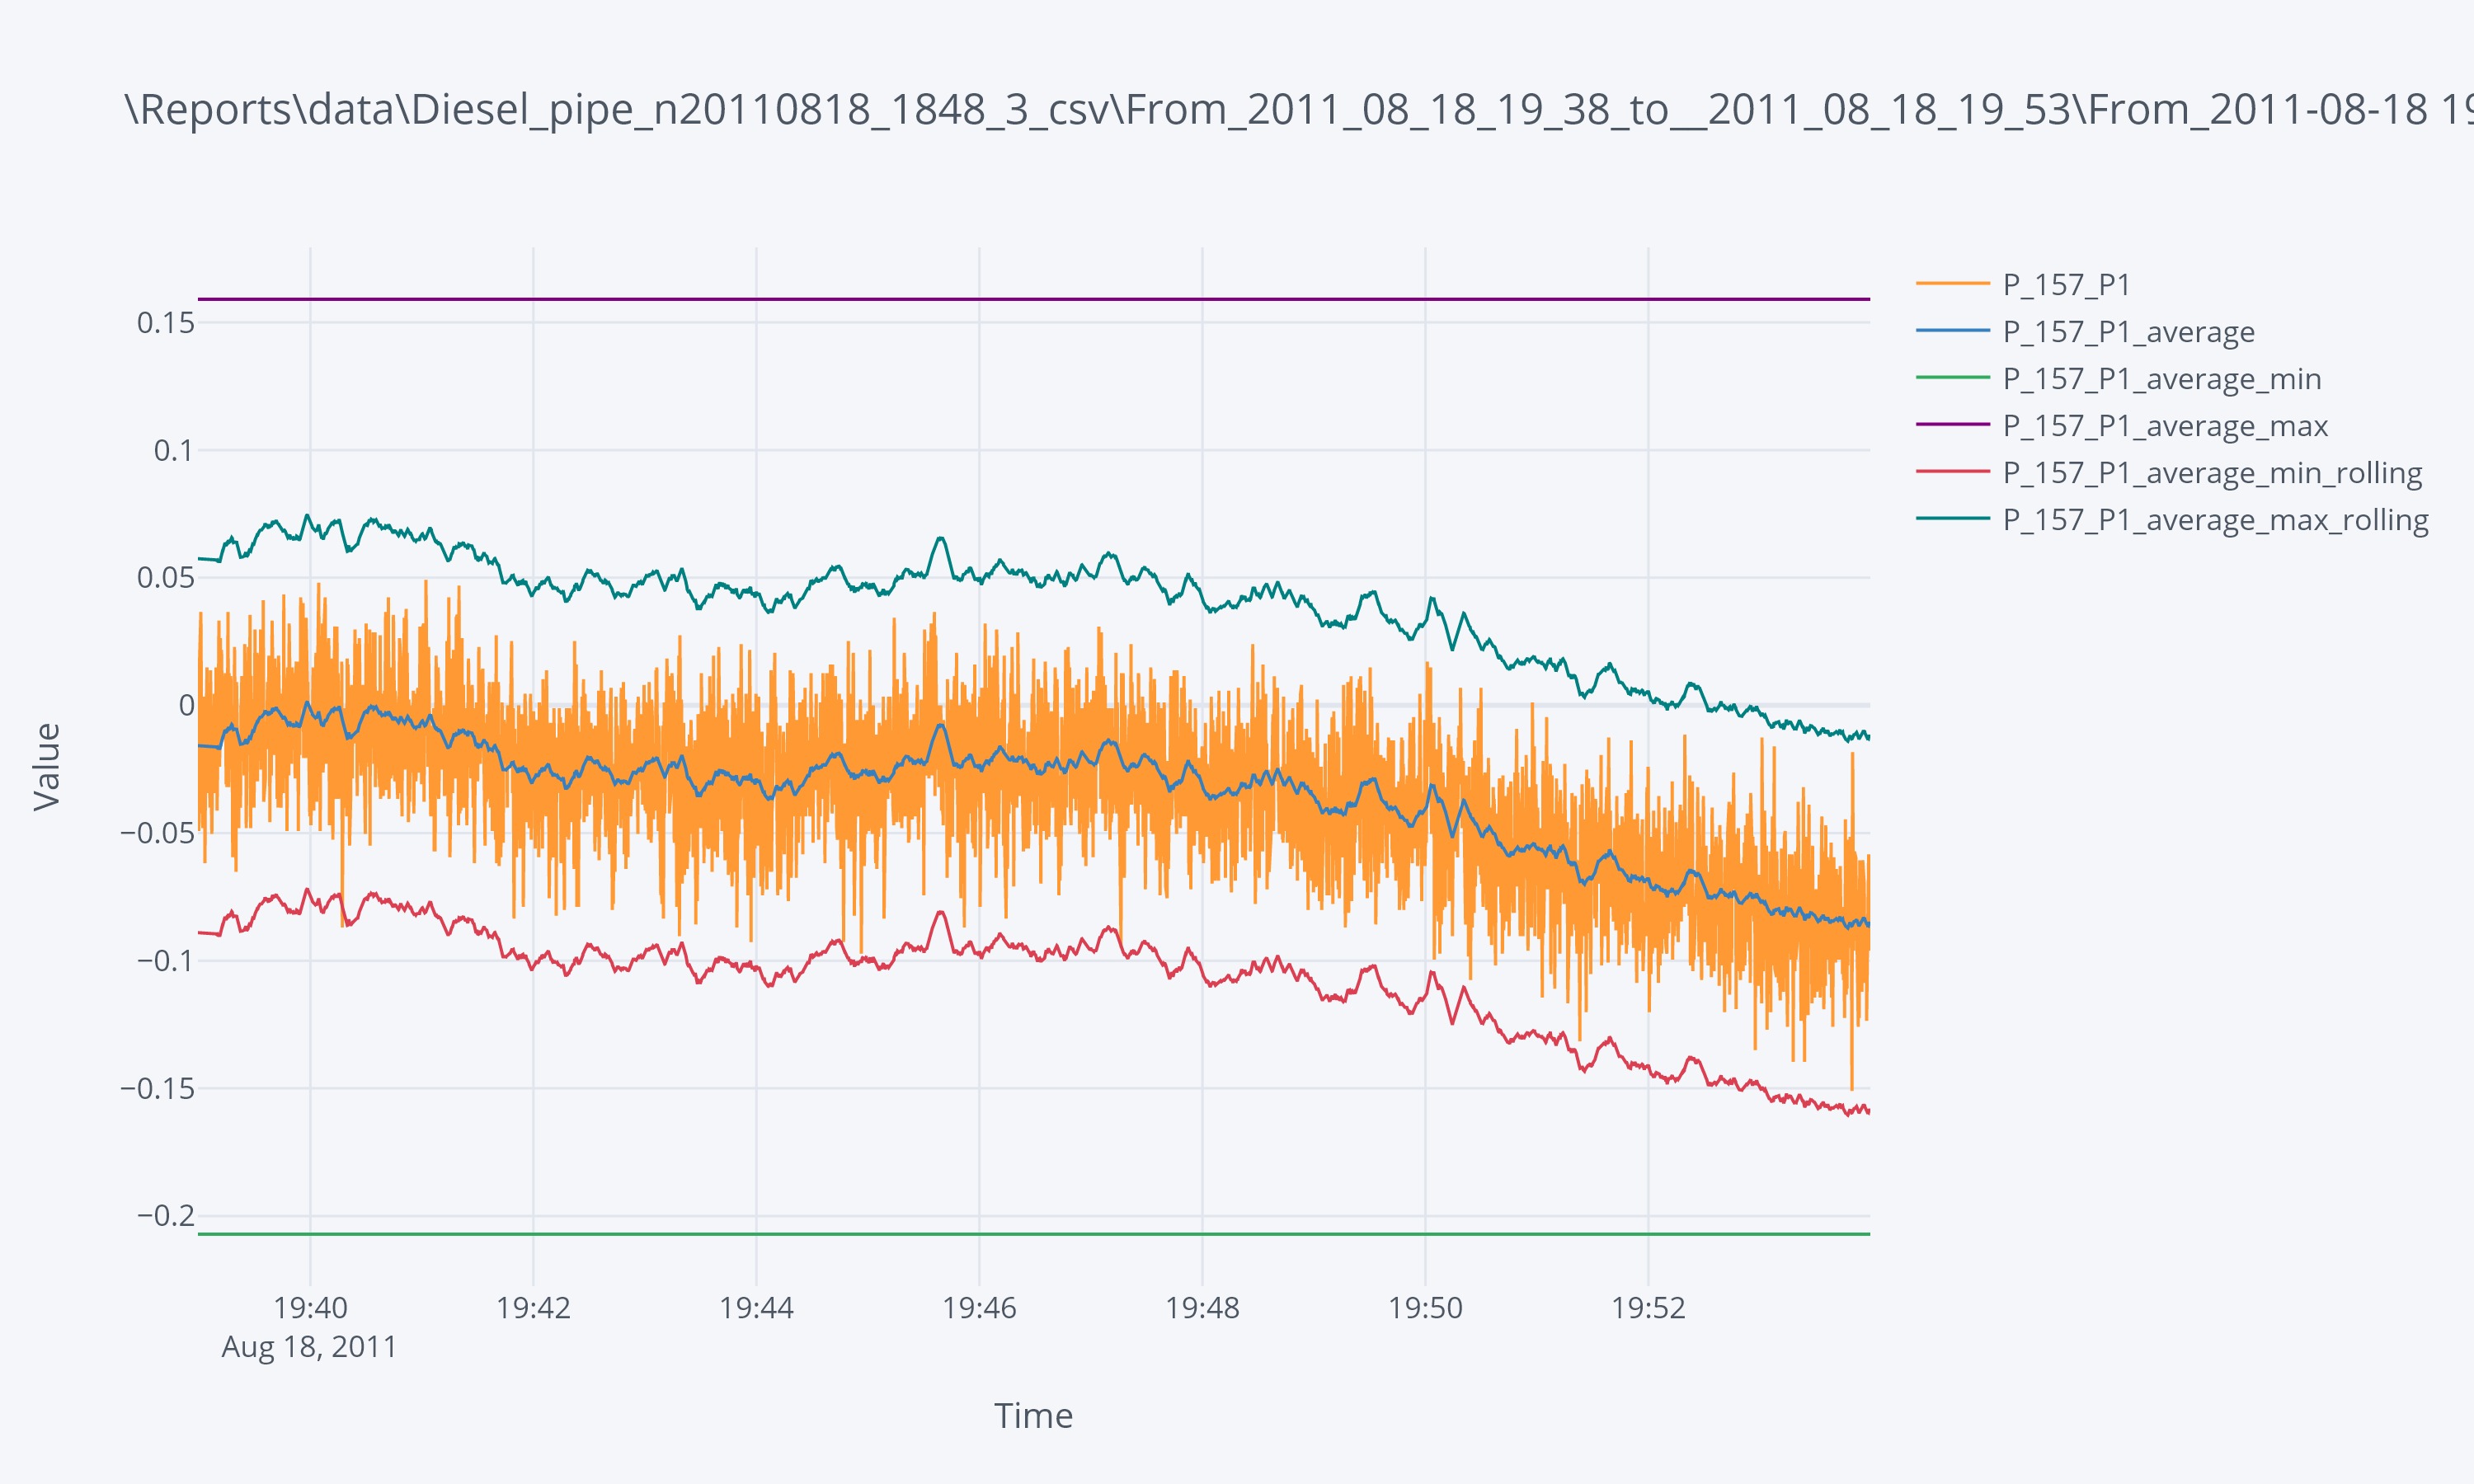 \Reports\data\Diesel_pipe_n20110818_1848_3_csv\From_2011_08_18_19_38_to__2011_08_18_19_53\From_2011-08-18 19
P_157_P1
P_157_P1_average
P_157_P1_average_min
P_157_P1_average_max
P_157_P1_average_min_rolling
P_157_P1_average_max_rolling
Value
0.15
0.1
0.05
0
−0.05
−0.1
−0.15
−0.2
19:40 19:42 19:44 19:46 19:48 19:50 19:52
Aug 18, 2011
Time